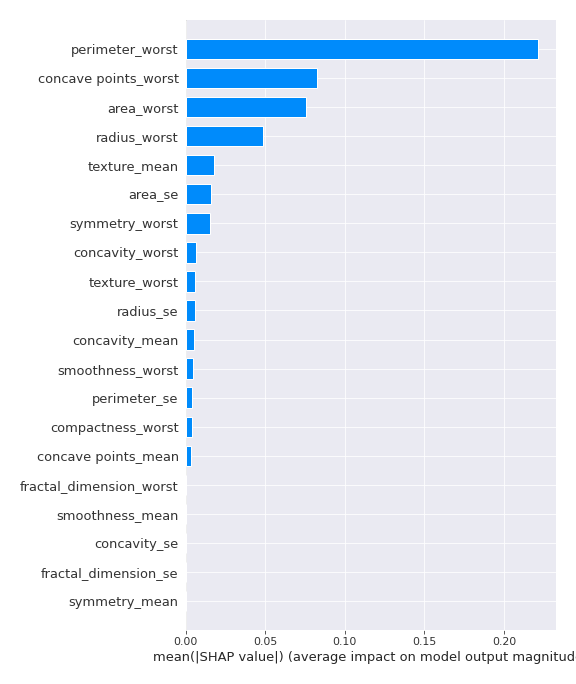 perimeter_worst
concave points_worst
area_worst
radius_worst
texture_mean
area_se
symmetry_worst
concavity_worst
texture_worst
radius_se
concavity_mean
smoothness_worst
perimeter_se
compactness_worst
concave points_mean
fractal_dimension_worst
smoothness_mean
concavity_se
fractal_dimension_se
symmetry_mean
0.00 0.05 0.10 0.15 0.20
mean(|SHAP value|) (average impact on model output magnitud